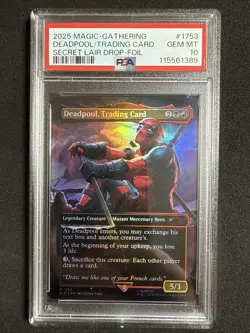 2025 MAGIC-GATHERING #1753
DEADPOOL/TRADING CARD GEM MT
SECRET LAIR DROP-FOIL 10
PSA 115561389
Deadpool, Trading Card 2
Legendary Creature — Mutant Mercenary Hero
As Deadpool enters, you may exchange his
text box and another creature's.
At the beginning of your upkeep, you lose
3 life.
3, Sacrifice this creature: Each other player
draws a card.
"Draw me like one of your French cards."
5/3